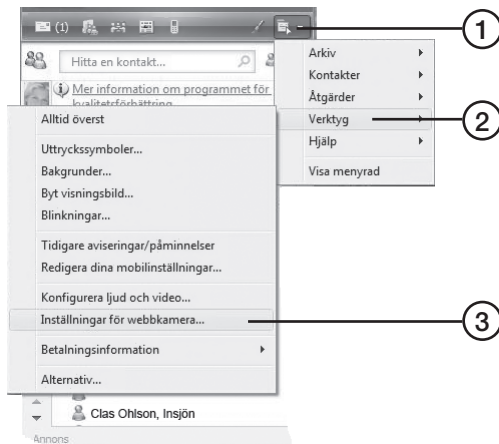 (1)
1
Hitta en kontakt...
Mer information om programmet för
kvalitetsförbättring
Arkiv
Kontakter
Åtgärder
Verktyg
2
Hjälp
Visa menyrad
Alltid överst
Uttryckssymboler...
Bakgrunder...
Byt visningsbild...
Blinkningar...
Tidigare aviseringar/påminnelser
Redigera dina mobilinställningar...
Konfigurera ljud och video...
Inställningar för webbkamera...
3
Betalningsinformation
Alternativ...
Clas Ohlson, Insjön
Annons